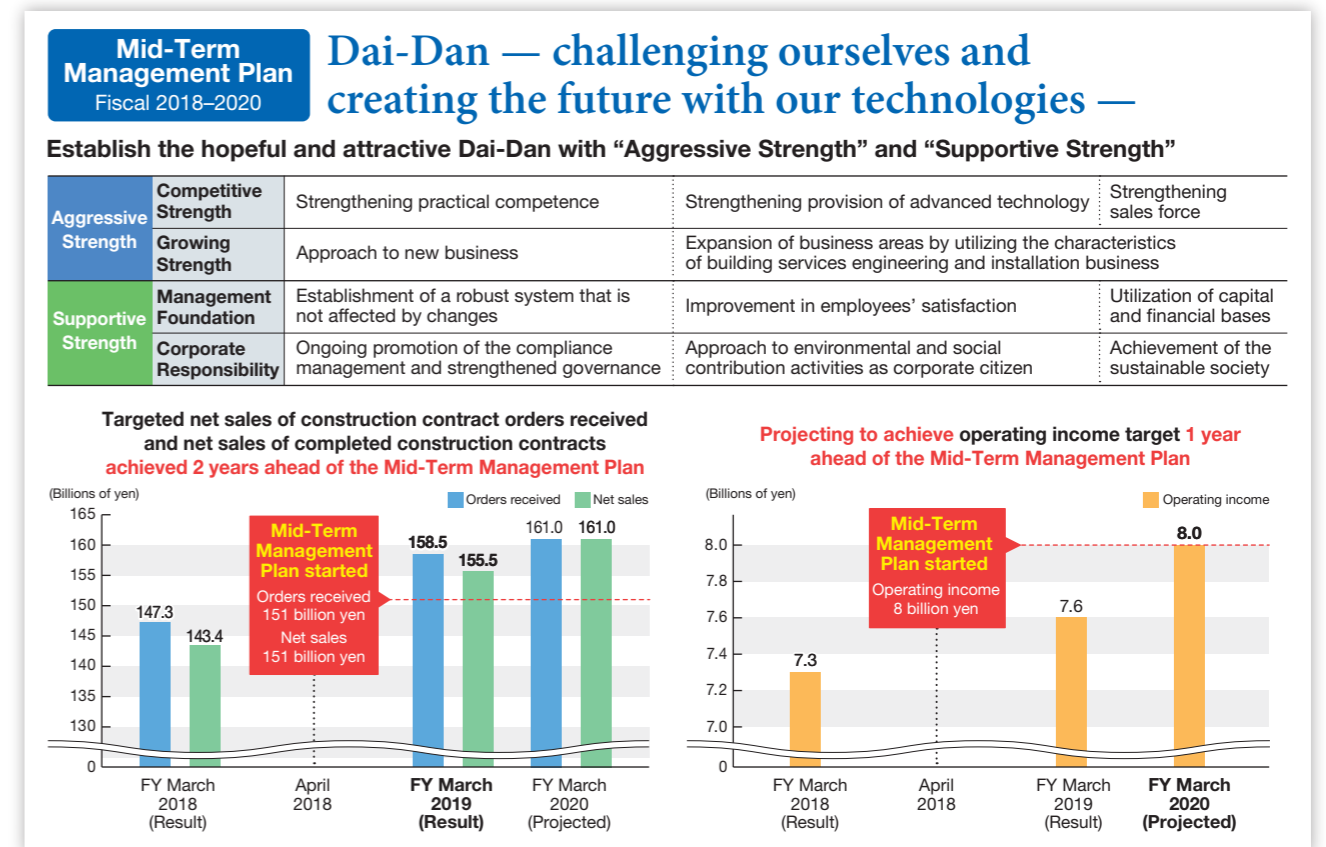 Mid-Term
Management Plan
Fiscal 2018–2020
Dai-Dan — challenging ourselves and
creating the future with our technologies —
Establish the hopeful and attractive Dai-Dan with “Aggressive Strength” and “Supportive Strength”
Aggressive
Strength
Competitive
Strength
Strengthening practical competence
Strengthening provision of advanced technology
Strengthening
sales force
Growing
Strength
Approach to new business
Expansion of business areas by utilizing the characteristics
of building services engineering and installation business
Supportive
Strength
Management
Foundation
Establishment of a robust system that is
not affected by changes
Improvement in employees’ satisfaction
Utilization of capital
and financial bases
Corporate
Responsibility
Ongoing promotion of the compliance
management and strengthened governance
Approach to environmental and social
contribution activities as corporate citizen
Achievement of the
sustainable society
Targeted net sales of construction contract orders received
and net sales of completed construction contracts
achieved 2 years ahead of the Mid-Term Management Plan
(Billions of yen)
Orders received
Net sales
165
160
155
150
145
140
135
130
0
147.3
143.4
Mid-Term
Management
Plan started
Orders received
151 billion yen
Net sales
151 billion yen
158.5
155.5
161.0
161.0
FY March
2018
(Result)
April
2018
FY March
2019
(Result)
FY March
2020
(Projected)
Projecting to achieve operating income target 1 year
ahead of the Mid-Term Management Plan
(Billions of yen)
Operating income
8.0
7.8
7.6
7.4
7.2
7.0
0
7.3
Mid-Term
Management
Plan started
Operating income
8 billion yen
7.6
8.0
FY March
2018
(Result)
April
2018
FY March
2019
(Result)
FY March
2020
(Projected)